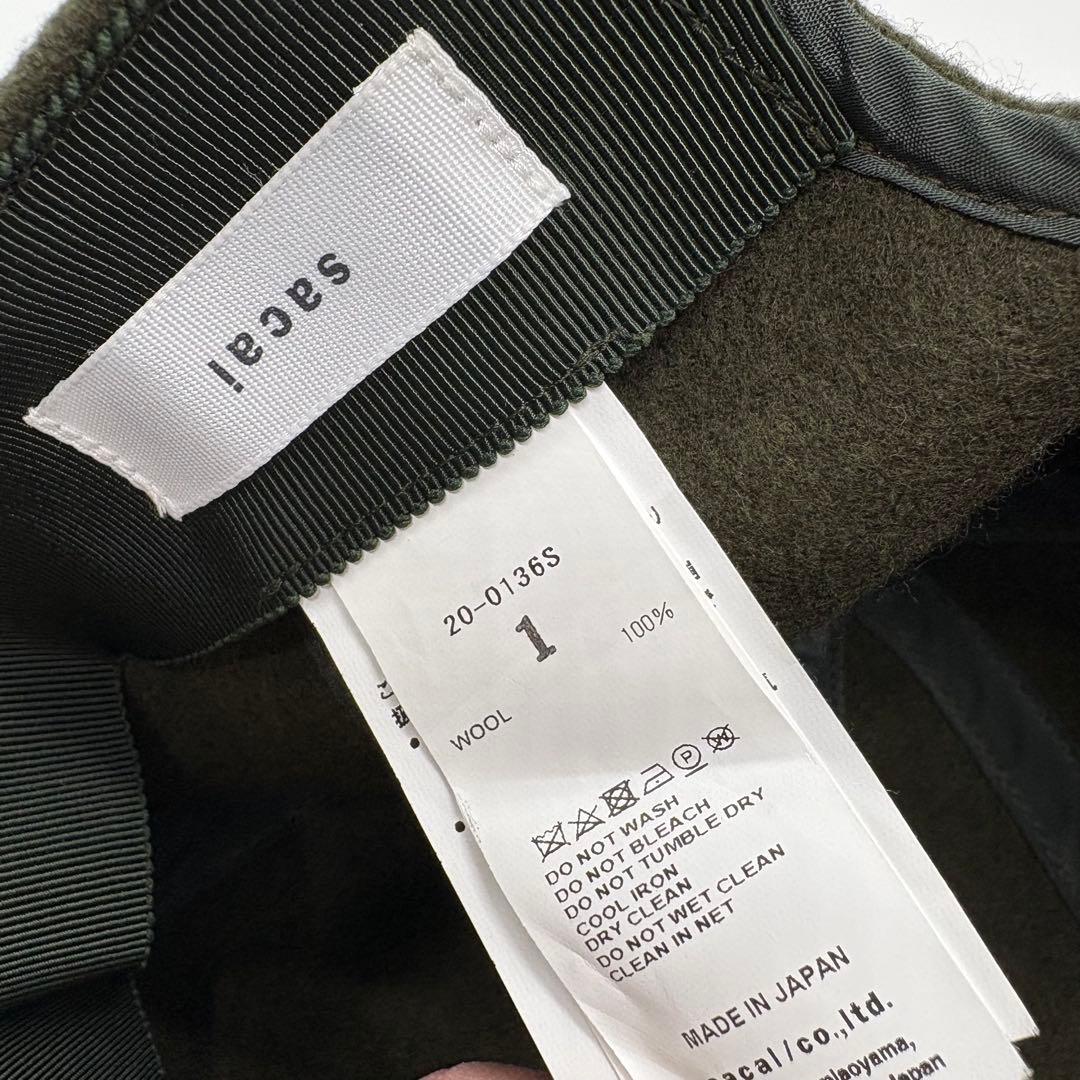 sacai
20-0136S
1
WOOL 100%
DO NOT WASH
DO NOT BLEACH
DO NOT TUMBLE DRY
COOL IRON
DRY CLEAN
DO NOT WET CLEAN
CLEAN IN NET
MADE IN JAPAN
sacai/co.,ltd.